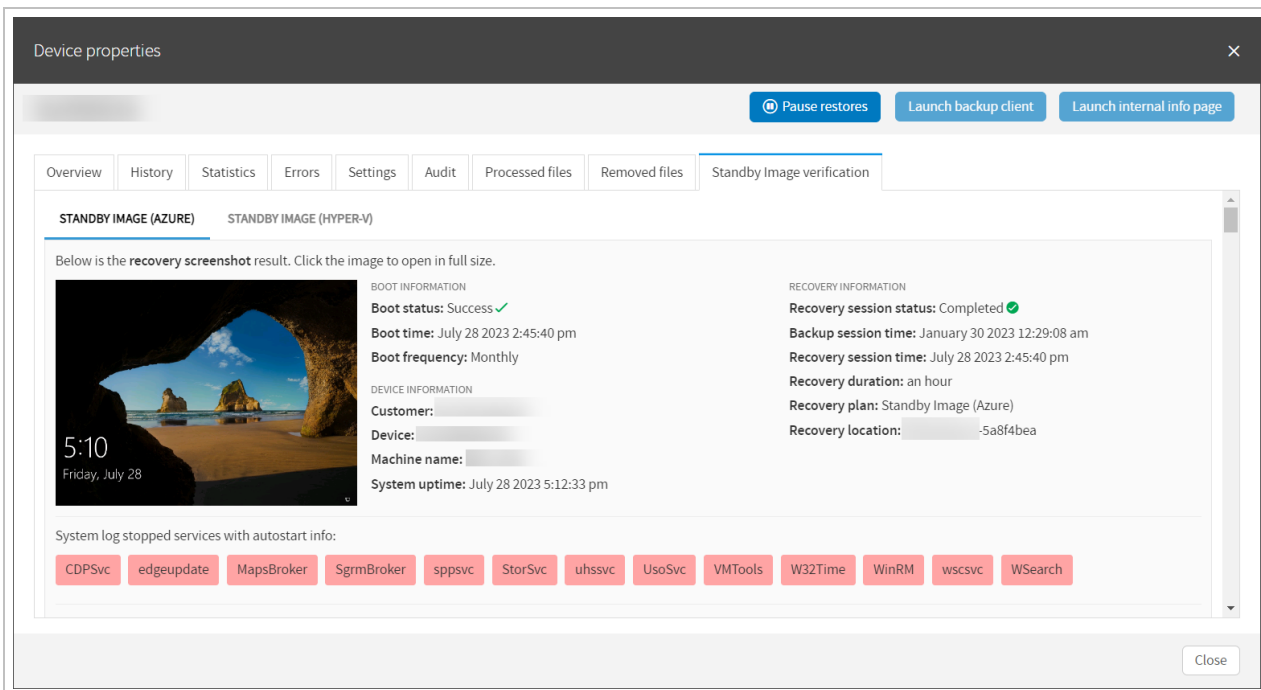 Device properties
Pause restores
Launch backup client
Launch internal info page
Overview
History
Statistics
Errors
Settings
Audit
Processed files
Removed files
Standby Image verification
STANDBY IMAGE (AZURE)
STANDBY IMAGE (HYPER-V)
Below is the recovery screenshot result. Click the image to open in full size.
5:10
Friday, July 28
BOOT INFORMATION
Boot status: Success
Boot time: July 28 2023 2:45:40 pm
Boot frequency: Monthly
DEVICE INFORMATION
Customer:
Device:
Machine name:
System uptime: July 28 2023 5:12:33 pm
RECOVERY INFORMATION
Recovery session status: Completed
Backup session time: January 30 2023 12:29:08 am
Recovery session time: July 28 2023 2:45:40 pm
Recovery duration: an hour
Recovery plan: Standby Image (Azure)
Recovery location: -5a8f4bea
System log stopped services with autostart info:
CDPSvc
edgeupdate
MapsBroker
SgrmBroker
sppsvc
StorSvc
uhssvc
UsoSvc
VMTools
W32Time
WinRM
wscsvc
WSearch
Close